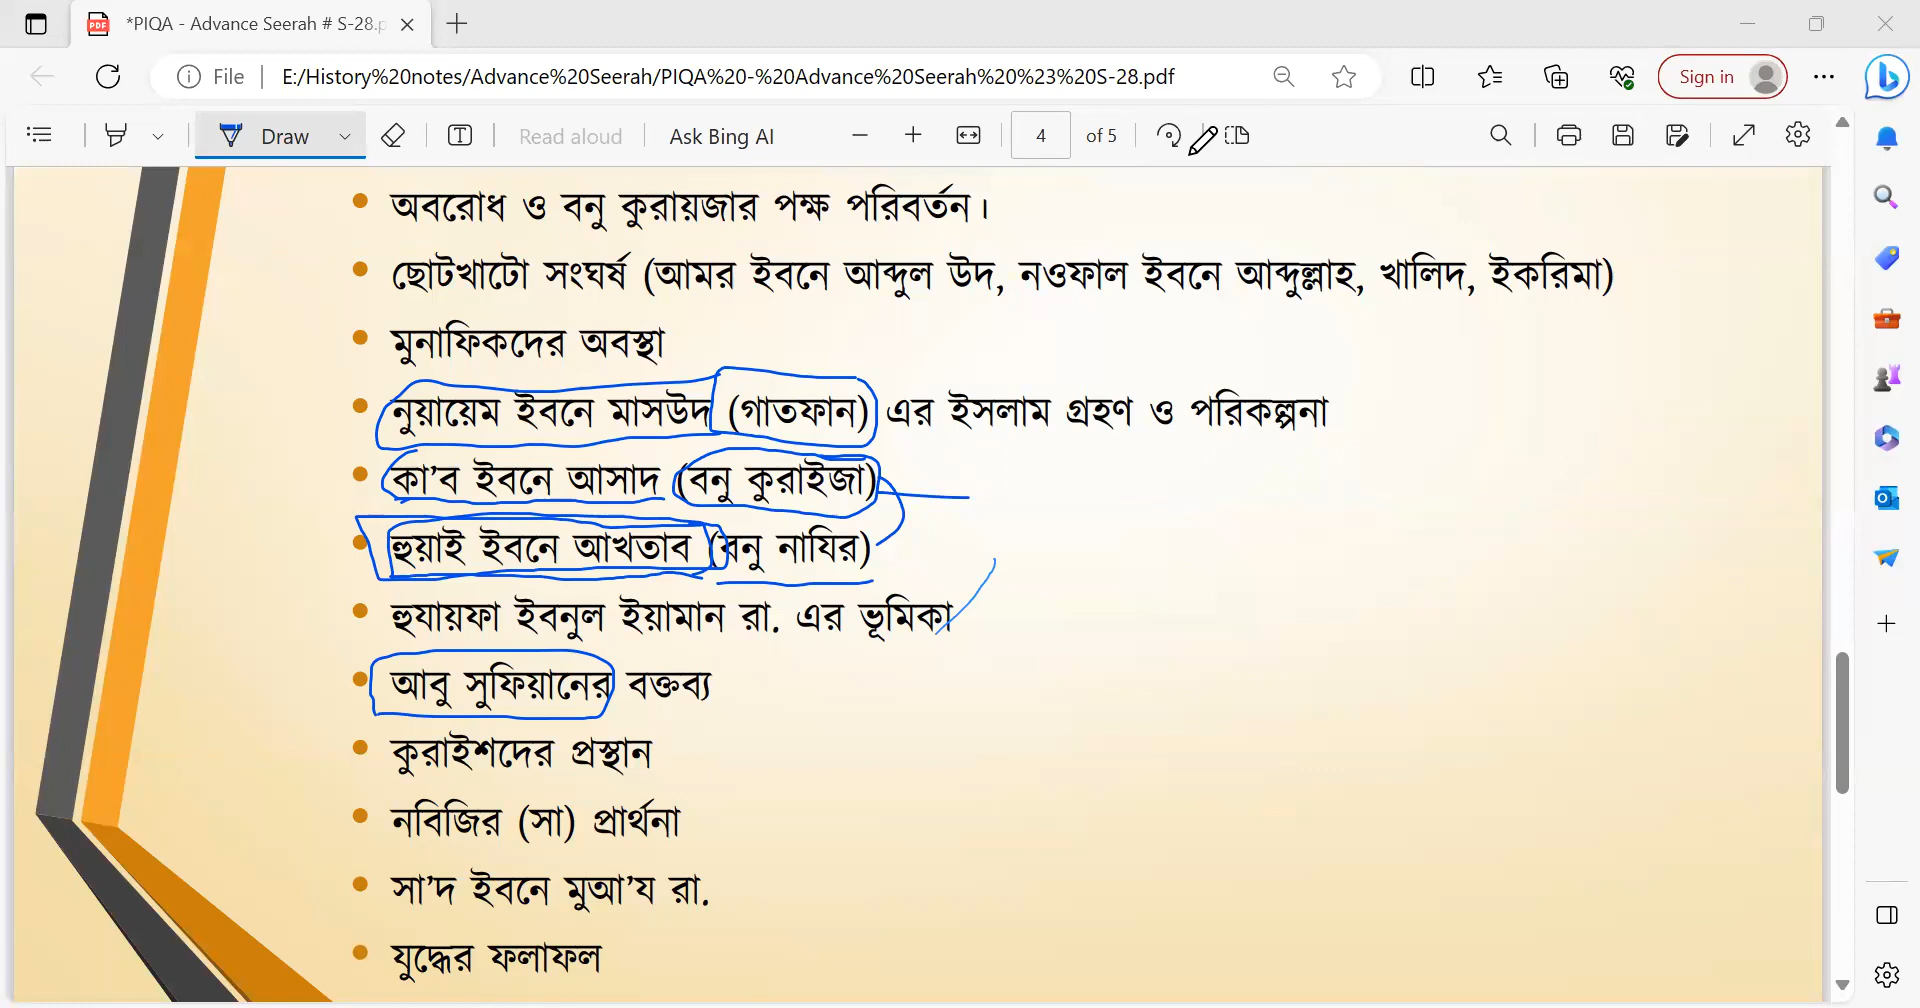 *PIQA - Advance Seerah # S-28.p
File
E:/History%20notes/Advance%20Seerah/PIQA%20-%20Advance%20Seerah%20%23%20S-28.pdf
Sign in
Draw
Read aloud
Ask Bing AI
4
of 5
অবরোধ ও বনু কুরায়জার পক্ষ পরিবর্তন।
ছোটখাটো সংঘর্ষ (আমর ইবনে আব্দুল উদ, নওফাল ইবনে আব্দুল্লাহ, খালিদ, ইকরিমা)
মুনাফিকদের অবস্থা
নুয়ায়েম ইবনে মাসউদ (গাতফান) এর ইসলাম গ্রহণ ও পরিকল্পনা
কা’ব ইবনে আসাদ (বনু কুরাইজা)
হুয়াই ইবনে আখতাব (বনু নাযির)
হুযায়ফা ইবনুল ইয়ামান রা. এর ভূমিকা
আবু সুফিয়ানের বক্তব্য
কুরাইশদের প্রস্থান
নবিজির (সা) প্রার্থনা
সা’দ ইবনে মুআ’য রা.
যুদ্ধের ফলাফল